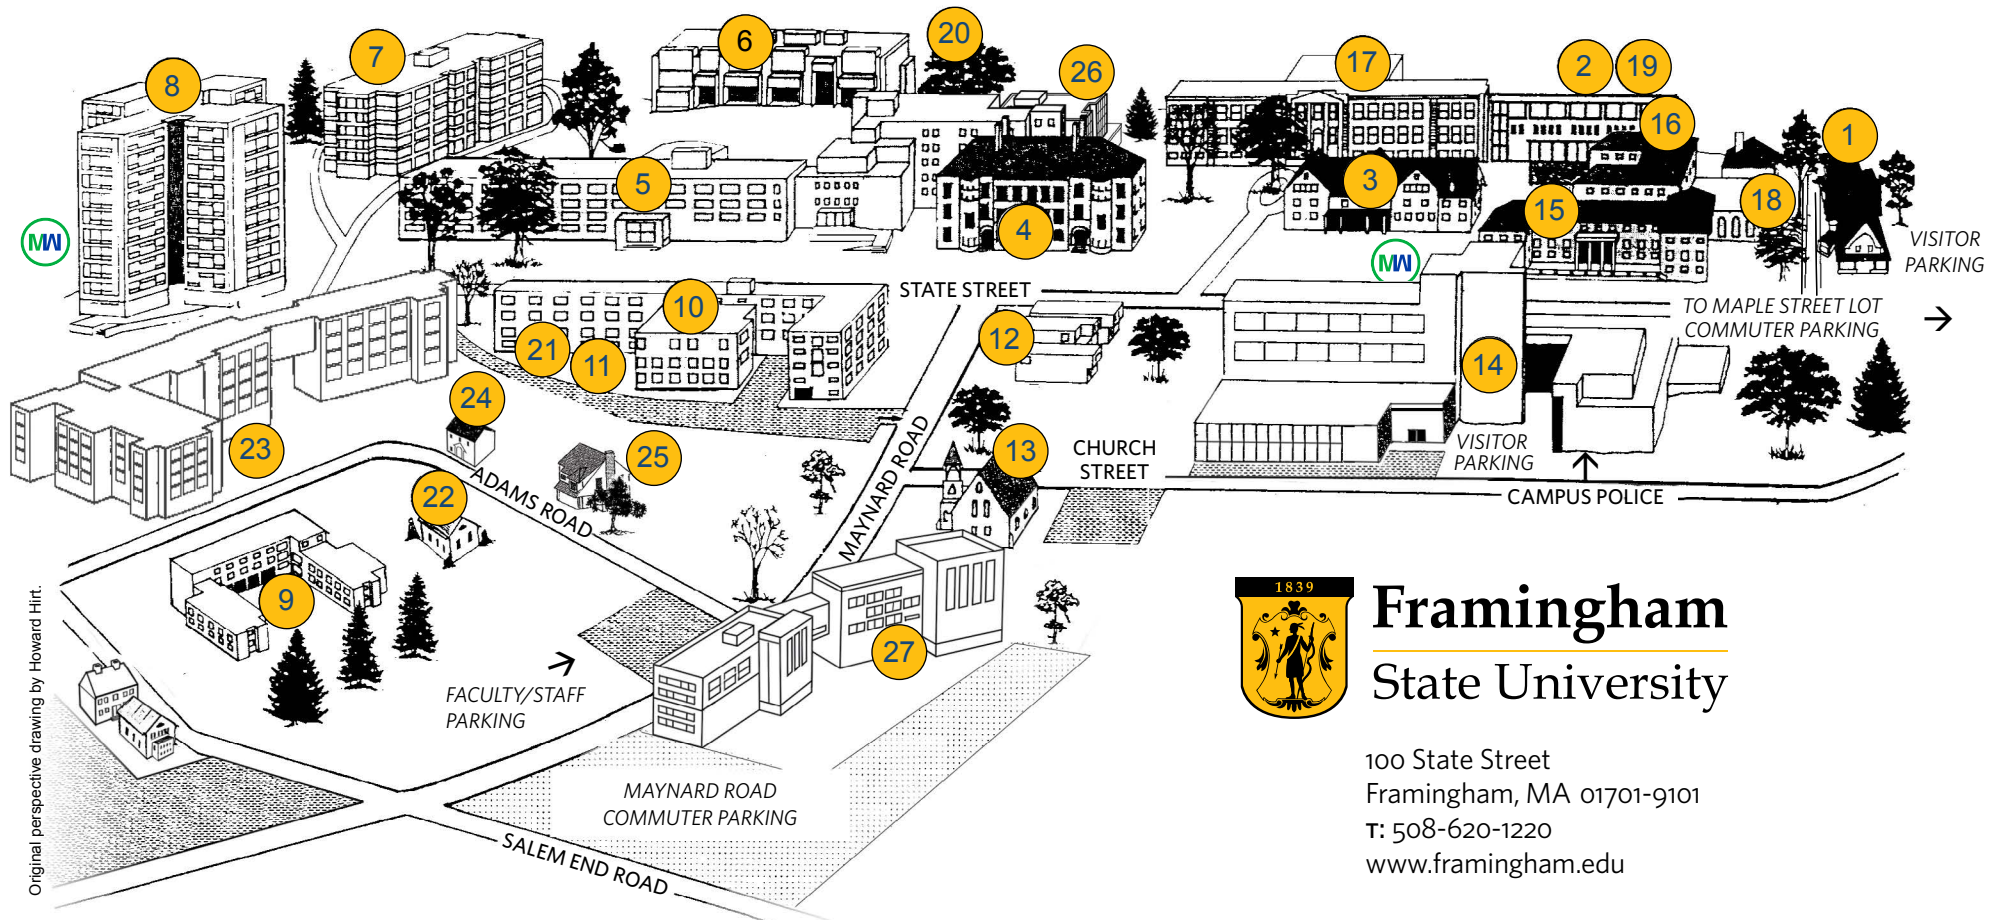 6
20
7
17
2
19
26
8
16
1
5
3
15
18
4
MW
MW
VISITOR
PARKING
STATE STREET
10
TO MAPLE STREET LOT
COMMUTER PARKING
12
21
11
14
24
13
CHURCH
STREET
VISITOR
PARKING
23
25
MAYNARD ROAD
ADAMS ROAD
22
CAMPUS POLICE
9
27
FACULTY/STAFF
PARKING
MAYNARD ROAD
COMMUTER PARKING
SALEM END ROAD
Original perspective drawing by Howard Hirt.
1839
Framingham
State University
100 State Street
Framingham, MA 01701-9101
T: 508-620-1220
www.framingham.edu